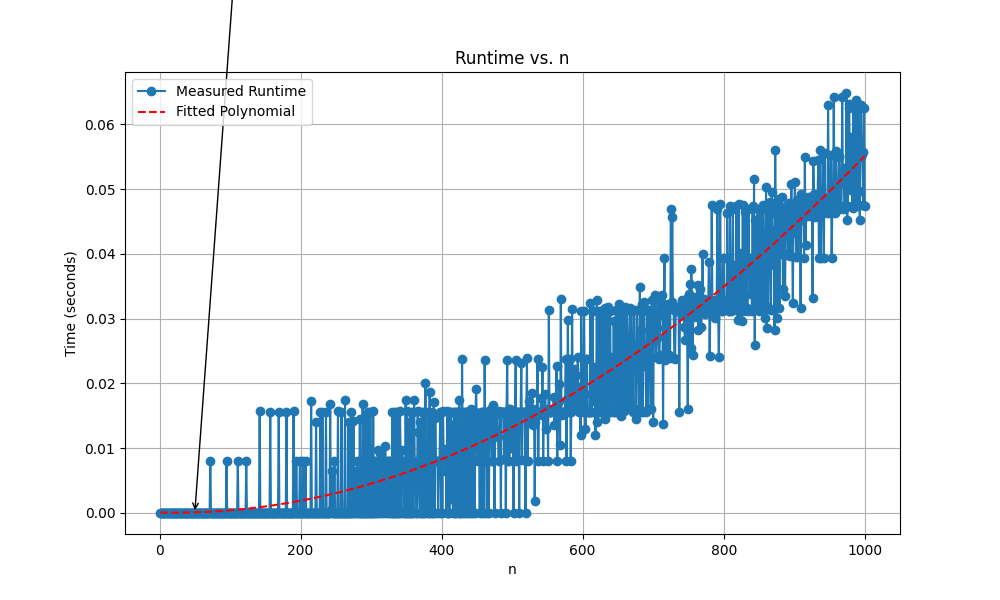 Runtime vs. n
Measured Runtime
Fitted Polynomial
Time (seconds)
0.06
0.05
0.04
0.03
0.02
0.01
0.00
0 200 400 600 800 1000
n